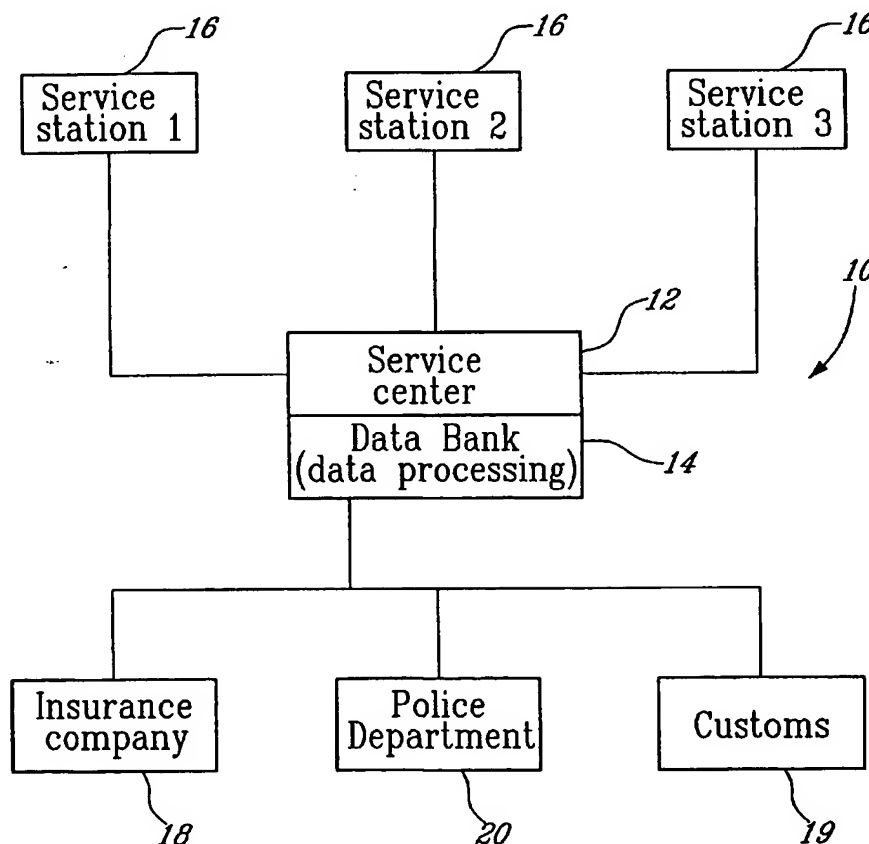 16
16
16
Service
station 1
Service
station 2
Service
station 3
10
12
Service
center
Data Bank
(data processing)
14
Insurance
company
Police
Department
Customs
18
20
19